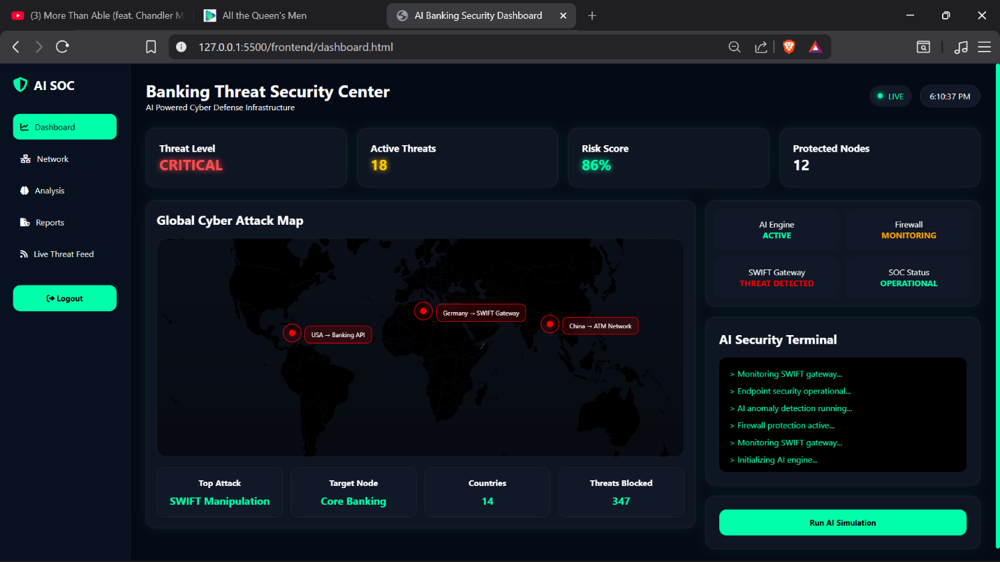 (3) More Than Able (feat. Chandler M
All the Queen's Men
AI Banking Security Dashboard
127.0.0.1:5500/frontend/dashboard.html
AI SOC
Dashboard
Network
Analysis
Reports
Live Threat Feed
Logout
Banking Threat Security Center
AI Powered Cyber Defense Infrastructure
LIVE
6:10:37 PM
Threat Level
CRITICAL
Active Threats
18
Risk Score
86%
Protected Nodes
12
Global Cyber Attack Map
USA → Banking API
Germany → SWIFT Gateway
China → ATM Network
Top Attack
SWIFT Manipulation
Target Node
Core Banking
Countries
14
Threats Blocked
347
AI Engine
ACTIVE
Firewall
MONITORING
SWIFT Gateway
THREAT DETECTED
SOC Status
OPERATIONAL
AI Security Terminal
> Monitoring SWIFT gateway...
> Endpoint security operational...
> AI anomaly detection running...
> Firewall protection active...
> Monitoring SWIFT gateway...
> Initializing AI engine...
Run AI Simulation